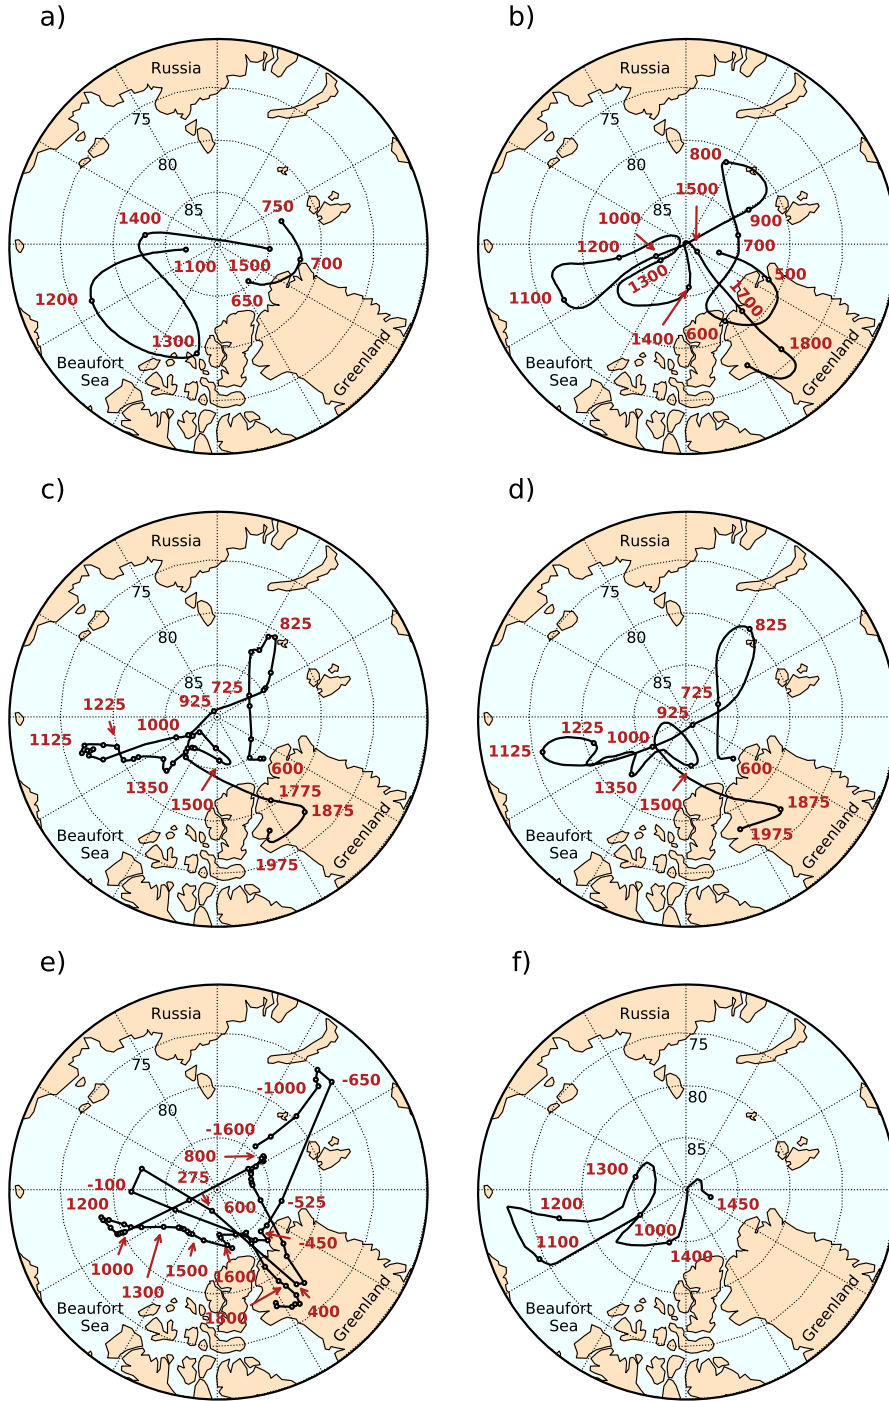 a)
Russia
75
80
85
750
1400
1100
1500
700
650
1200
1300
Beaufort
Sea
Greenland
b)
Russia
75
80
85
800
1500
1000
900
1200
700
500
1300
1100
1700
600
1400
1800
Beaufort
Sea
Greenland
c)
Russia
75
80
85
825
725
925
1225
1000
1125
600
1350
1500
1775
1875
1975
Beaufort
Sea
Greenland
d)
Russia
75
80
85
825
725
925
1225
1000
1125
600
1350
1500
1875
1975
Beaufort
Sea
Greenland
e)
Russia
75
80
-1000
-650
-1600
800
275
-100
1200
600
-525
-450
1000
1500
1600
1300
1800
400
Beaufort
Sea
Greenland
f)
Russia
75
80
85
1300
1200
1450
1000
1100
1400
Beaufort
Sea
Greenland